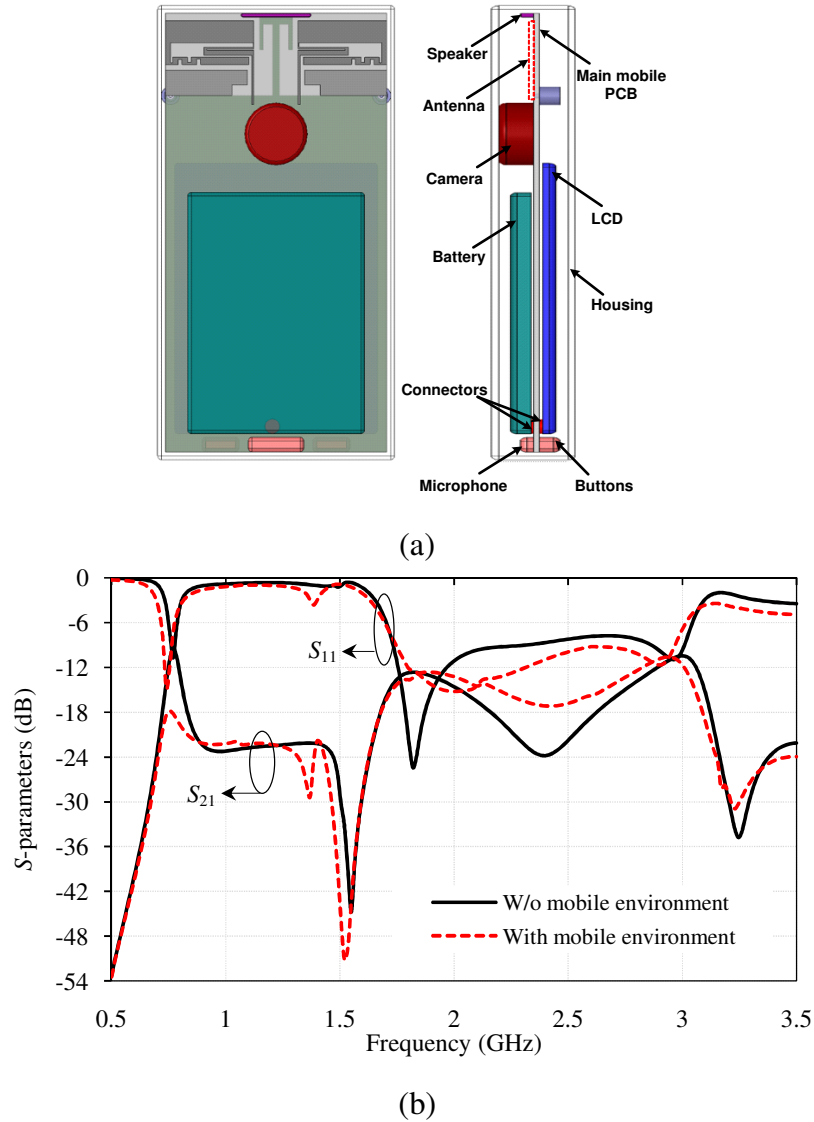 Speaker
Main mobile
PCB
Antenna
Camera
LCD
Battery
Housing
Connectors
Microphone
Buttons
(a)
0
-6
-12
-18
-24
-30
-36
-42
-48
-54
S-parameters (dB)
S11
S21
W/o mobile environment
With mobile environment
0.5 1 1.5 2 2.5 3 3.5
Frequency (GHz)
(b)